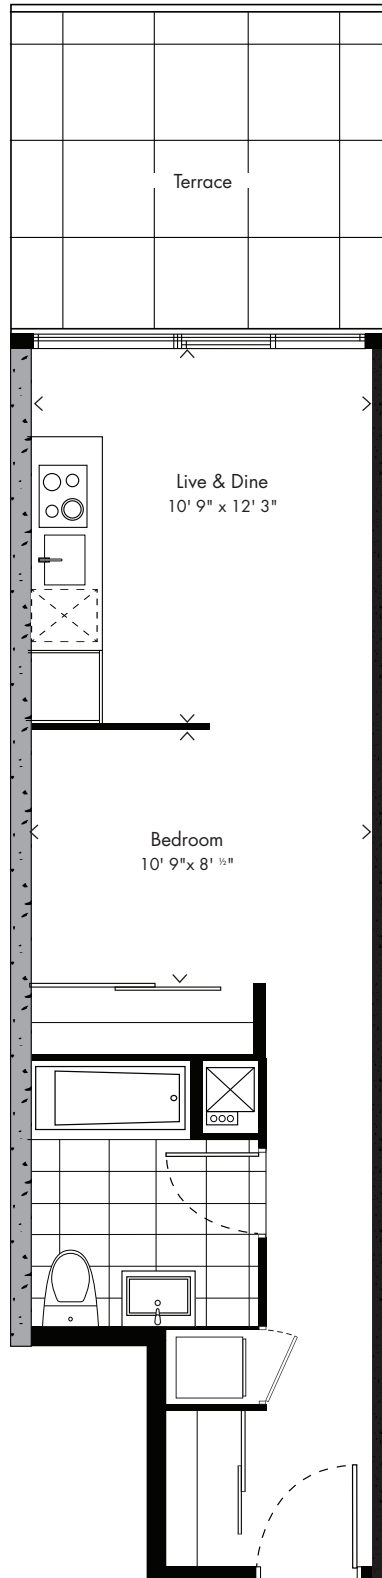 Terrace
Live & Dine
10' 9" x 12' 3"
Bedroom
10' 9"x 8' ½"